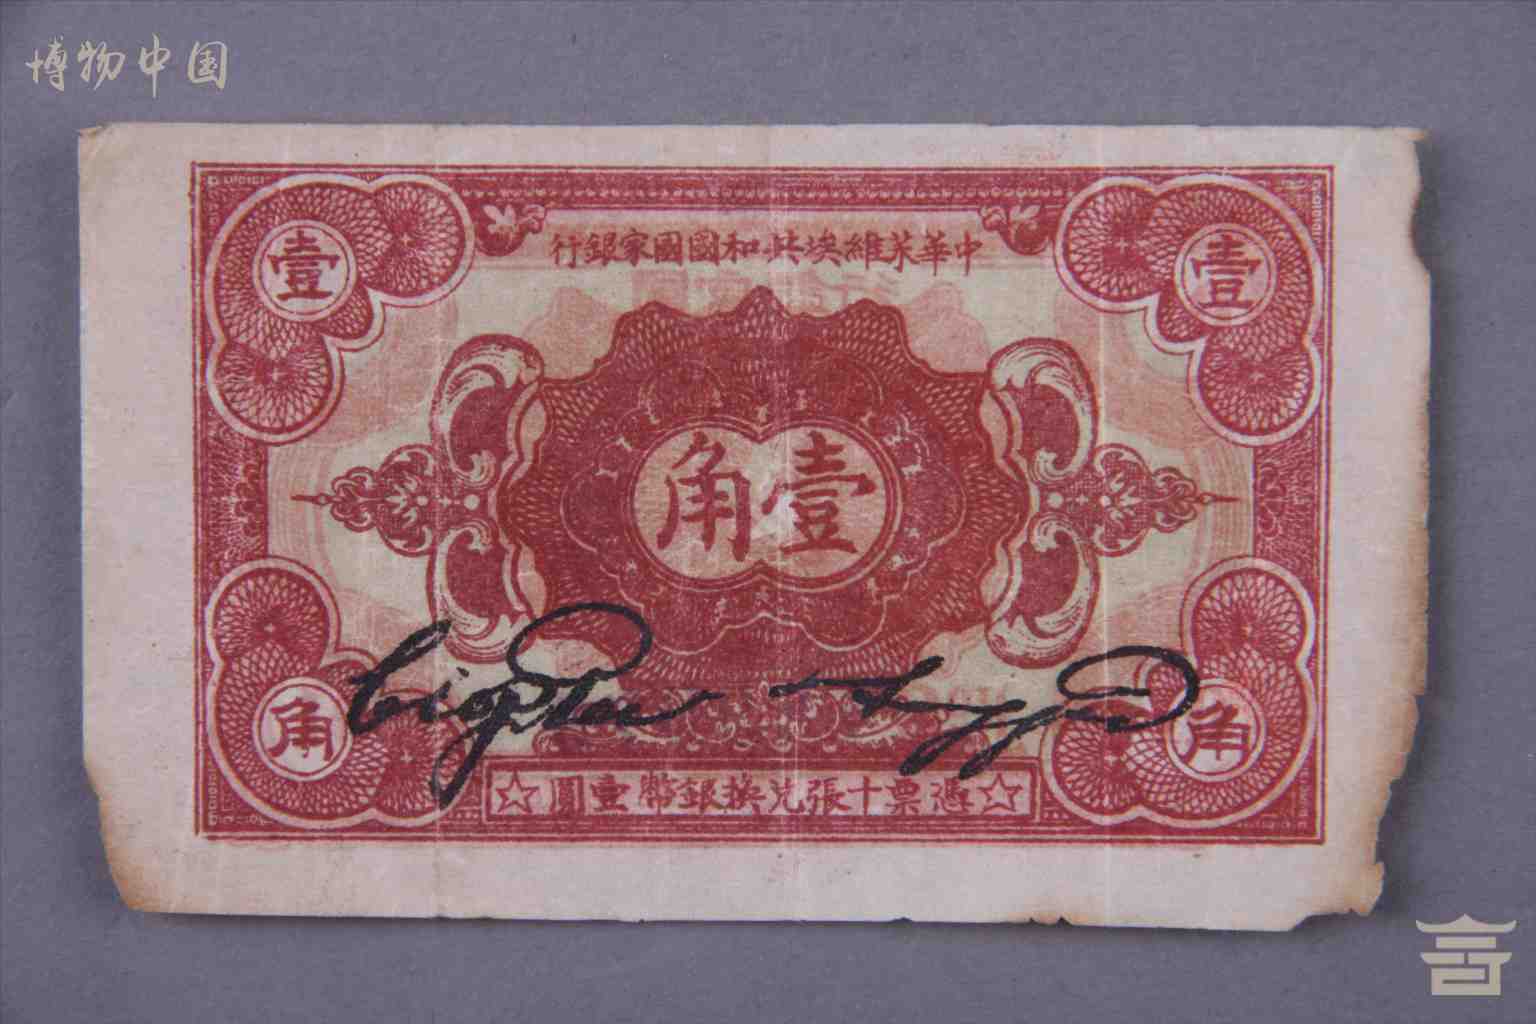 博物中国
中華苏維埃共和國國家銀行
壹
壹
壹角
角
角
憑票十張兌換銀幣壹圓